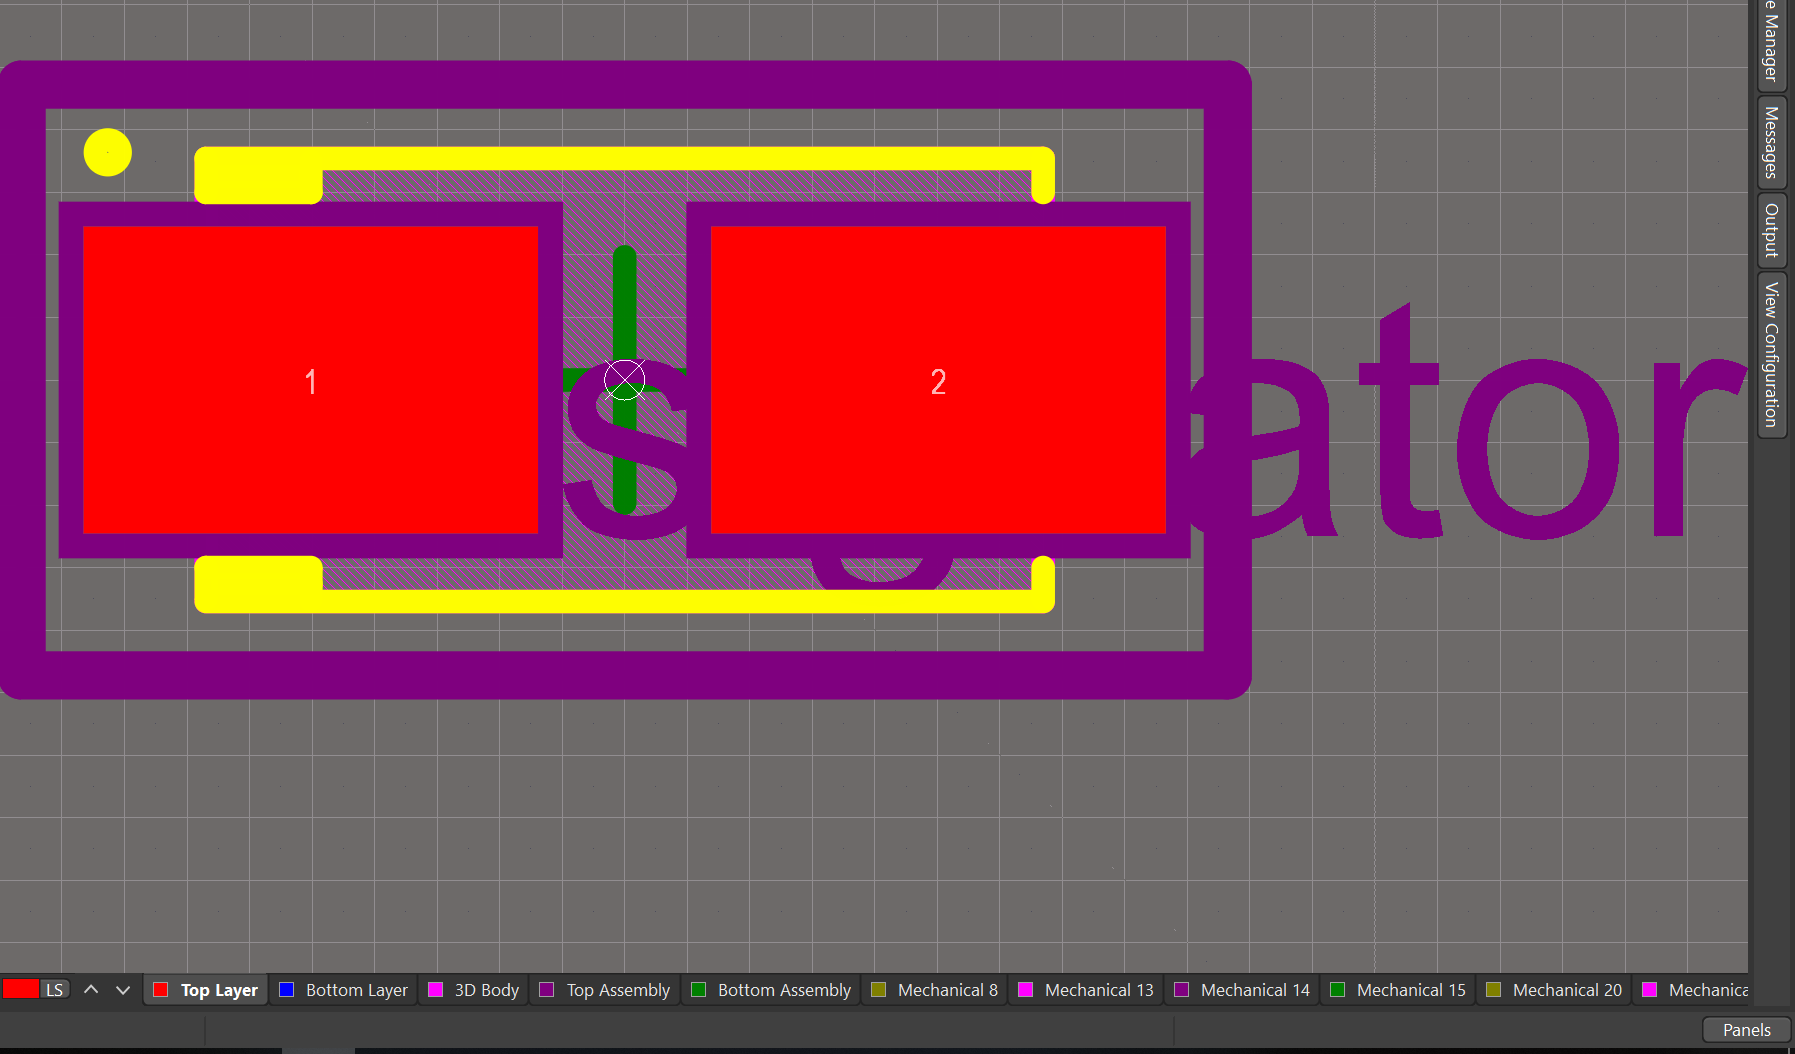 e Manager
Messages
Output
View Configuration
1
2
s
ator
LS
Top Layer
Bottom Layer
3D Body
Top Assembly
Bottom Assembly
Mechanical 8
Mechanical 13
Mechanical 14
Mechanical 15
Mechanical 20
Mechanica
Panels